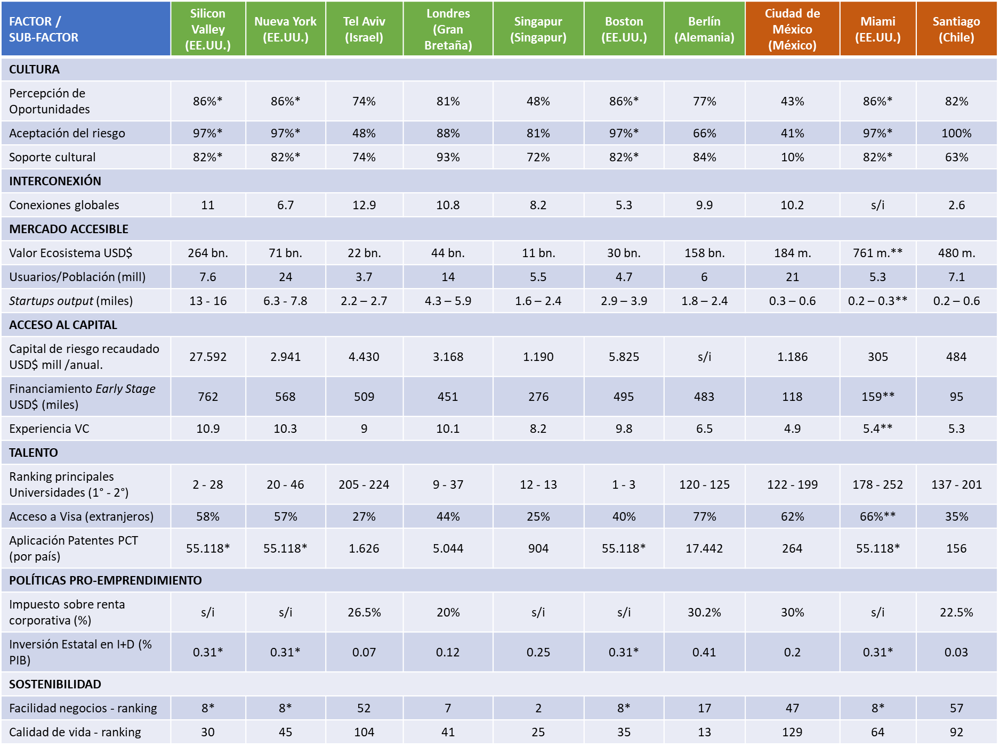 FACTOR / SUB-FACTOR | Silicon Valley (EE.UU.) | Nueva York (EE.UU.) | Tel Aviv (Israel) | Londres (Gran Bretaña) | Singapur (Singapur) | Boston (EE.UU.) | Berlín (Alemania) | Ciudad de México (México) | Miami (EE.UU.) | Santiago (Chile)
CULTURA
Percepción de Oportunidades | 86%* | 86%* | 74% | 81% | 48% | 86%* | 77% | 43% | 86%* | 82%
Aceptación del riesgo | 97%* | 97%* | 48% | 88% | 81% | 97%* | 66% | 41% | 97%* | 100%
Soporte cultural | 82%* | 82%* | 74% | 93% | 72% | 82%* | 84% | 10% | 82%* | 63%
INTERCONEXIÓN
Conexiones globales | 11 | 6.7 | 12.9 | 10.8 | 8.2 | 5.3 | 9.9 | 10.2 | s/i | 2.6
MERCADO ACCESIBLE
Valor Ecosistema USD$ | 264 bn. | 71 bn. | 22 bn. | 44 bn. | 11 bn. | 30 bn. | 158 bn. | 184 m. | 761 m.** | 480 m.
Usuarios/Población (mill) | 7.6 | 24 | 3.7 | 14 | 5.5 | 4.7 | 6 | 21 | 5.3 | 7.1
Startups output (miles) | 13 - 16 | 6.3 - 7.8 | 2.2 – 2.7 | 4.3 – 5.9 | 1.6 – 2.4 | 2.9 – 3.9 | 1.8 – 2.4 | 0.3 – 0.6 | 0.2 – 0.3** | 0.2 – 0.6
ACCESO AL CAPITAL
Capital de riesgo recaudado USD$ mill /anual. | 27.592 | 2.941 | 4.430 | 3.168 | 1.190 | 5.825 | s/i | 1.186 | 305 | 484
Financiamiento Early Stage USD$ (miles) | 762 | 568 | 509 | 451 | 276 | 495 | 483 | 118 | 159** | 95
Experiencia VC | 10.9 | 10.3 | 9 | 10.1 | 8.2 | 9.8 | 6.5 | 4.9 | 5.4** | 5.3
TALENTO
Ranking principales Universidades (1° - 2°) | 2 - 28 | 20 - 46 | 205 - 224 | 9 - 37 | 12 - 13 | 1 - 3 | 120 - 125 | 122 - 199 | 178 - 252 | 137 - 201
Acceso a Visa (extranjeros) | 58% | 57% | 27% | 44% | 25% | 40% | 77% | 62% | 66%** | 35%
Aplicación Patentes PCT (por país) | 55.118* | 55.118* | 1.626 | 5.044 | 904 | 55.118* | 17.442 | 264 | 55.118* | 156
POLÍTICAS PRO-EMPRENDIMIENTO
Impuesto sobre renta corporativa (%) | s/i | s/i | 26.5% | 20% | s/i | s/i | 30.2% | 30% | s/i | 22.5%
Inversión Estatal en I+D (% PIB) | 0.31* | 0.31* | 0.07 | 0.12 | 0.25 | 0.31* | 0.41 | 0.2 | 0.31* | 0.03
SOSTENIBILIDAD
Facilidad negocios - ranking | 8* | 8* | 52 | 7 | 2 | 8* | 17 | 47 | 8* | 57
Calidad de vida - ranking | 30 | 45 | 104 | 41 | 25 | 35 | 13 | 129 | 64 | 92